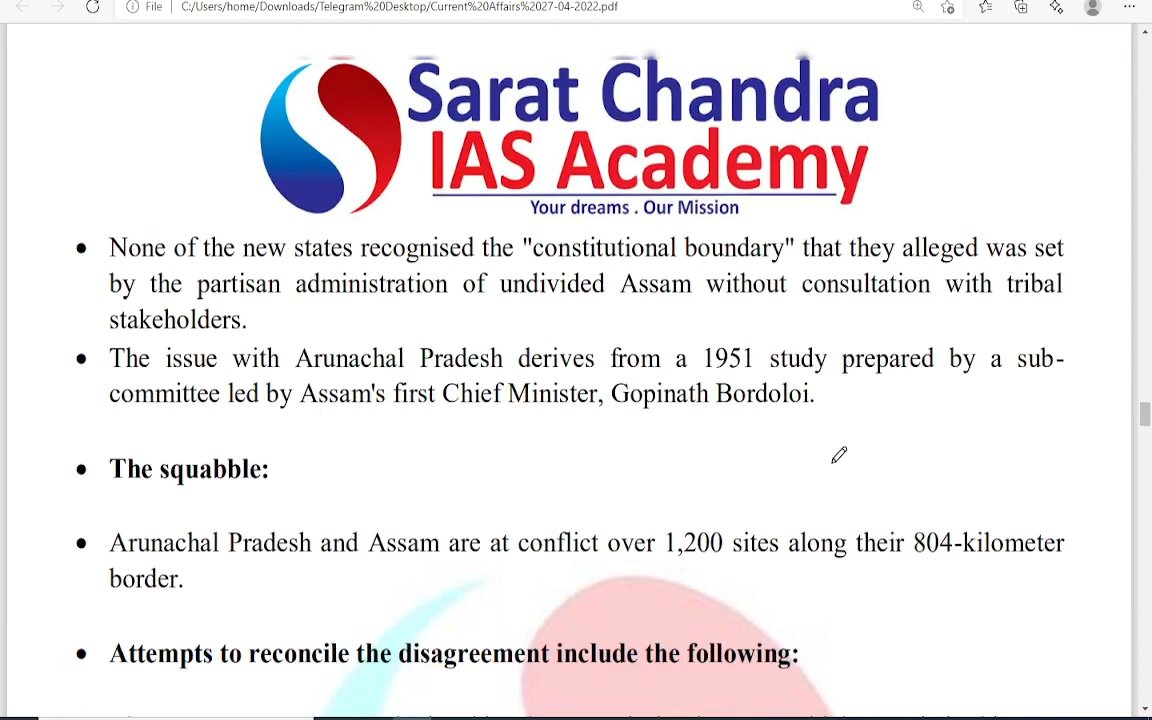 File
C:/Users/home/Downloads/Telegram%20Desktop/Current%20Affairs%2027-04-2022.pdf
Sarat Chandra
IAS Academy
Your dreams . Our Mission
• None of the new states recognised the "constitutional boundary" that they alleged was set
by the partisan administration of undivided Assam without consultation with tribal
stakeholders.
• The issue with Arunachal Pradesh derives from a 1951 study prepared by a sub-
committee led by Assam's first Chief Minister, Gopinath Bordoloi.
• The squabble:
• Arunachal Pradesh and Assam are at conflict over 1,200 sites along their 804-kilometer
border.
• Attempts to reconcile the disagreement include the following: